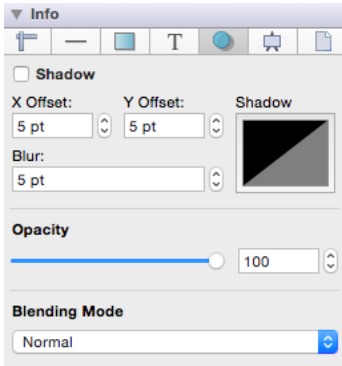 Info
T
Shadow
X Offset: Y Offset: Shadow
5 pt 5 pt
Blur:
5 pt
Opacity
100
Blending Mode
Normal